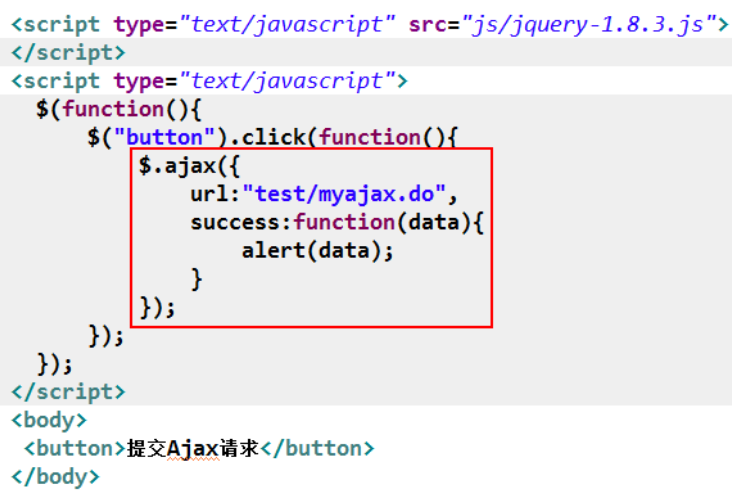 <script type="text/javascript" src="js/jquery-1.8.3.js">
</script>
<script type="text/javascript">
$(function(){
$("button").click(function(){
$.ajax({
url:"test/myajax.do",
success:function(data){
alert(data);
}
});
});
});
</script>
<body>
<button>提交Ajax请求</button>
</body>